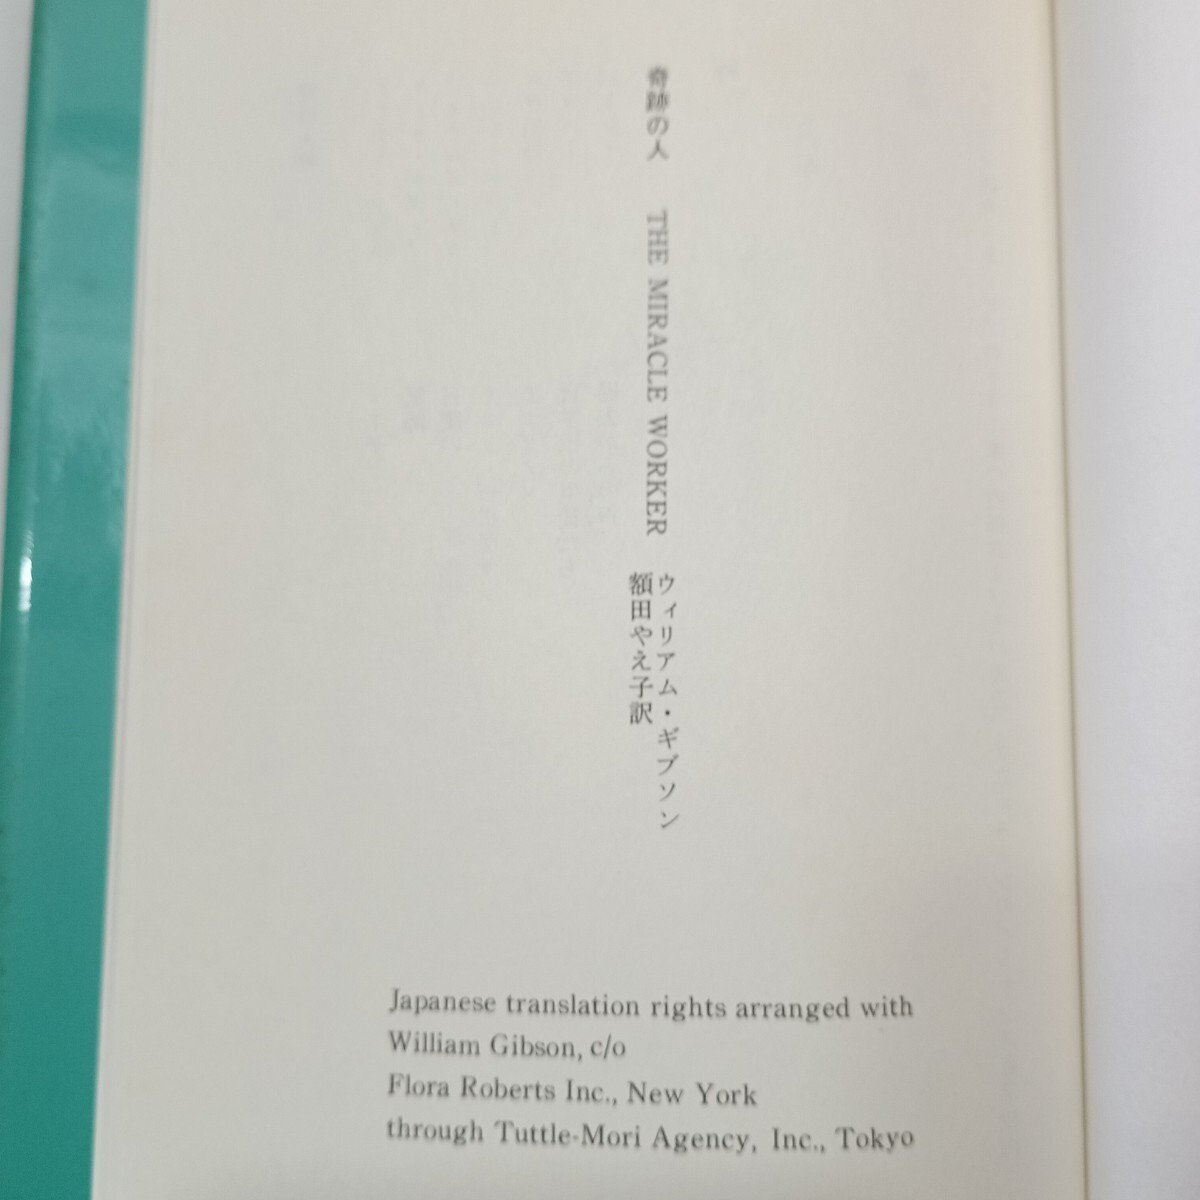 奇跡の人 THE MIRACLE WORKER
ウィリアム・ギブソン
額田やえ子訳
Japanese translation rights arranged with
William Gibson, c/o
Flora Roberts Inc., New York
through Tuttle-Mori Agency, Inc., Tokyo